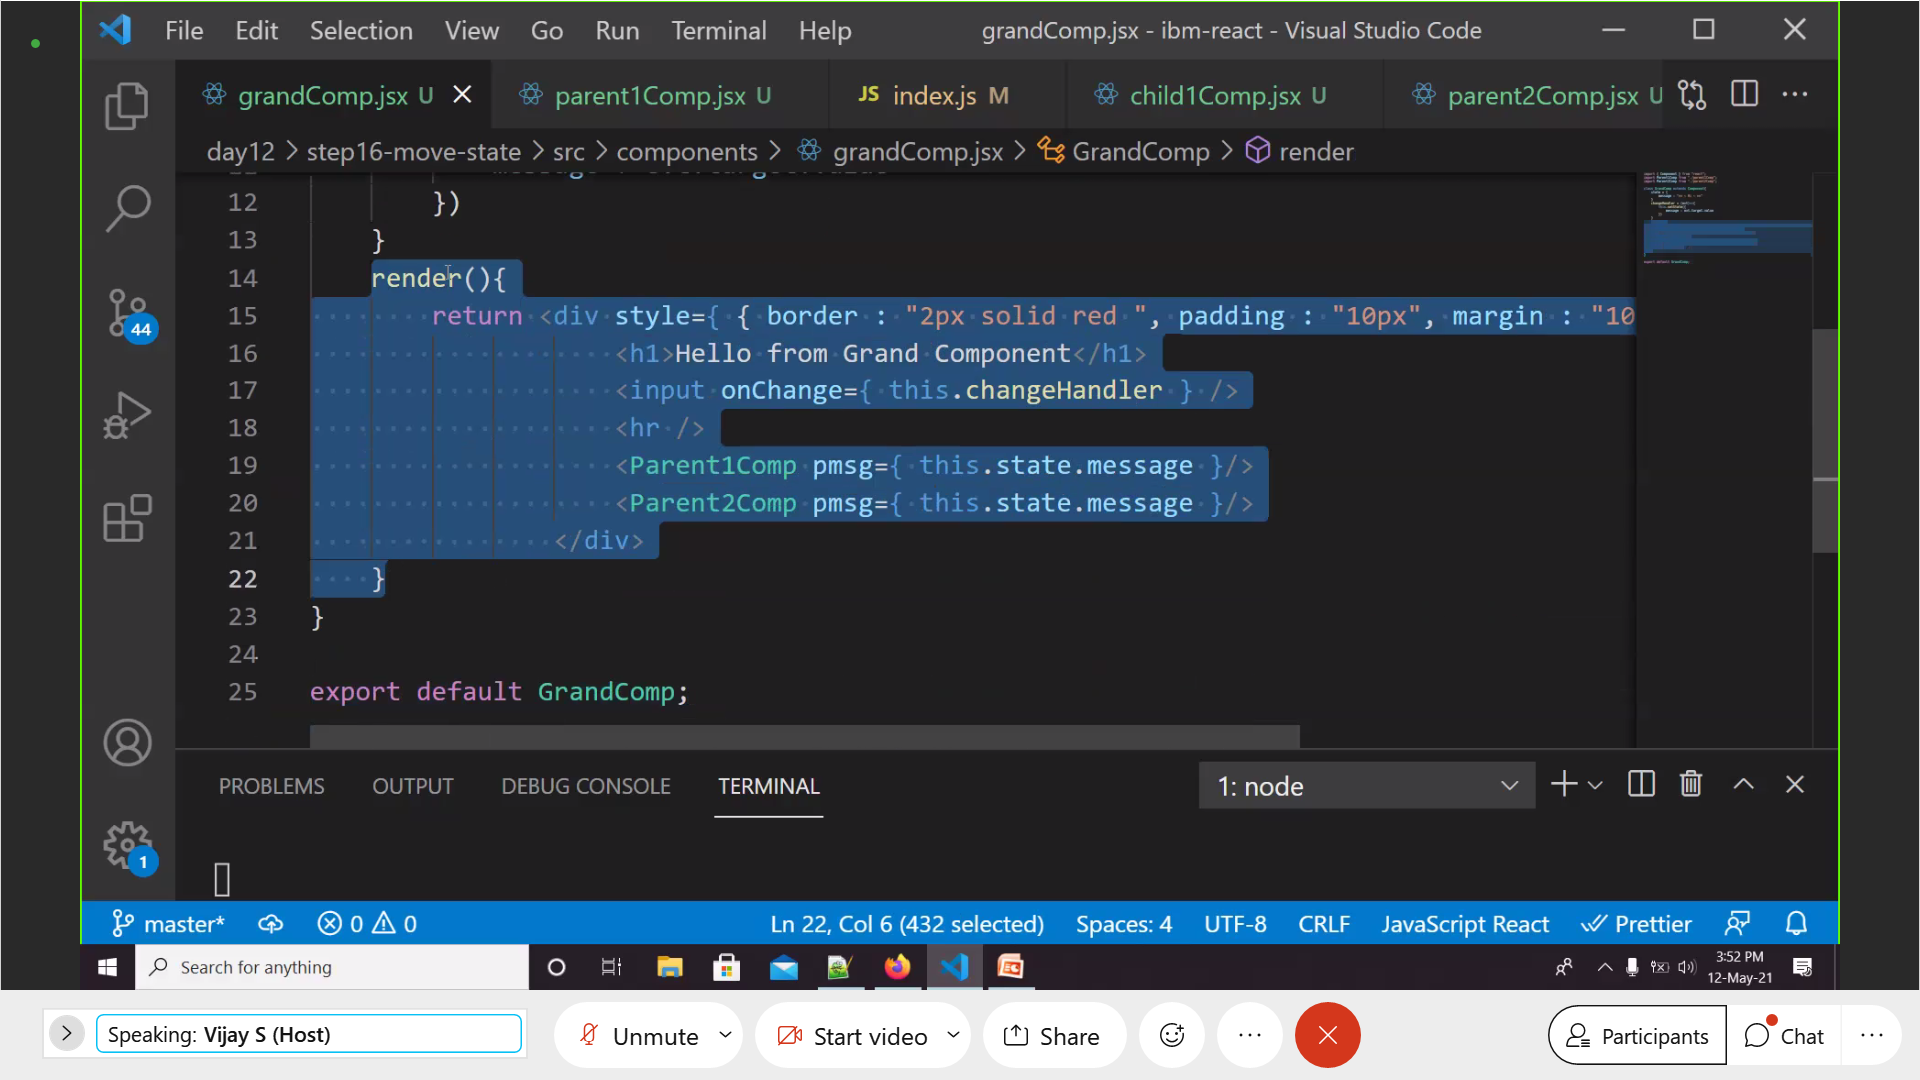 File Edit Selection View Go Run Terminal Help grandComp.jsx - ibm-react - Visual Studio Code
grandComp.jsx U parent1Comp.jsx U JS index.js M child1Comp.jsx U parent2Comp.jsx U
day12 > step16-move-state > src > components > grandComp.jsx > GrandComp > render
12 })
13 }
14 render(){
15 return <div style={ { border : "2px solid red ", padding : "10px", margin : "10
16 <h1>Hello from Grand Component</h1>
17 <input onChange={ this.changeHandler } />
18 <hr />
19 <Parent1Comp pmsg={ this.state.message }/>
20 <Parent2Comp pmsg={ this.state.message }/>
21 </div>
22 }
23 }
24
25 export default GrandComp;
44
1
PROBLEMS OUTPUT DEBUG CONSOLE TERMINAL 1: node
master* 0 0 Ln 22, Col 6 (432 selected) Spaces: 4 UTF-8 CRLF JavaScript React Prettier
Search for anything 3:52 PM
12-May-21
Speaking: Vijay S (Host) Unmute Start video Share Participants Chat